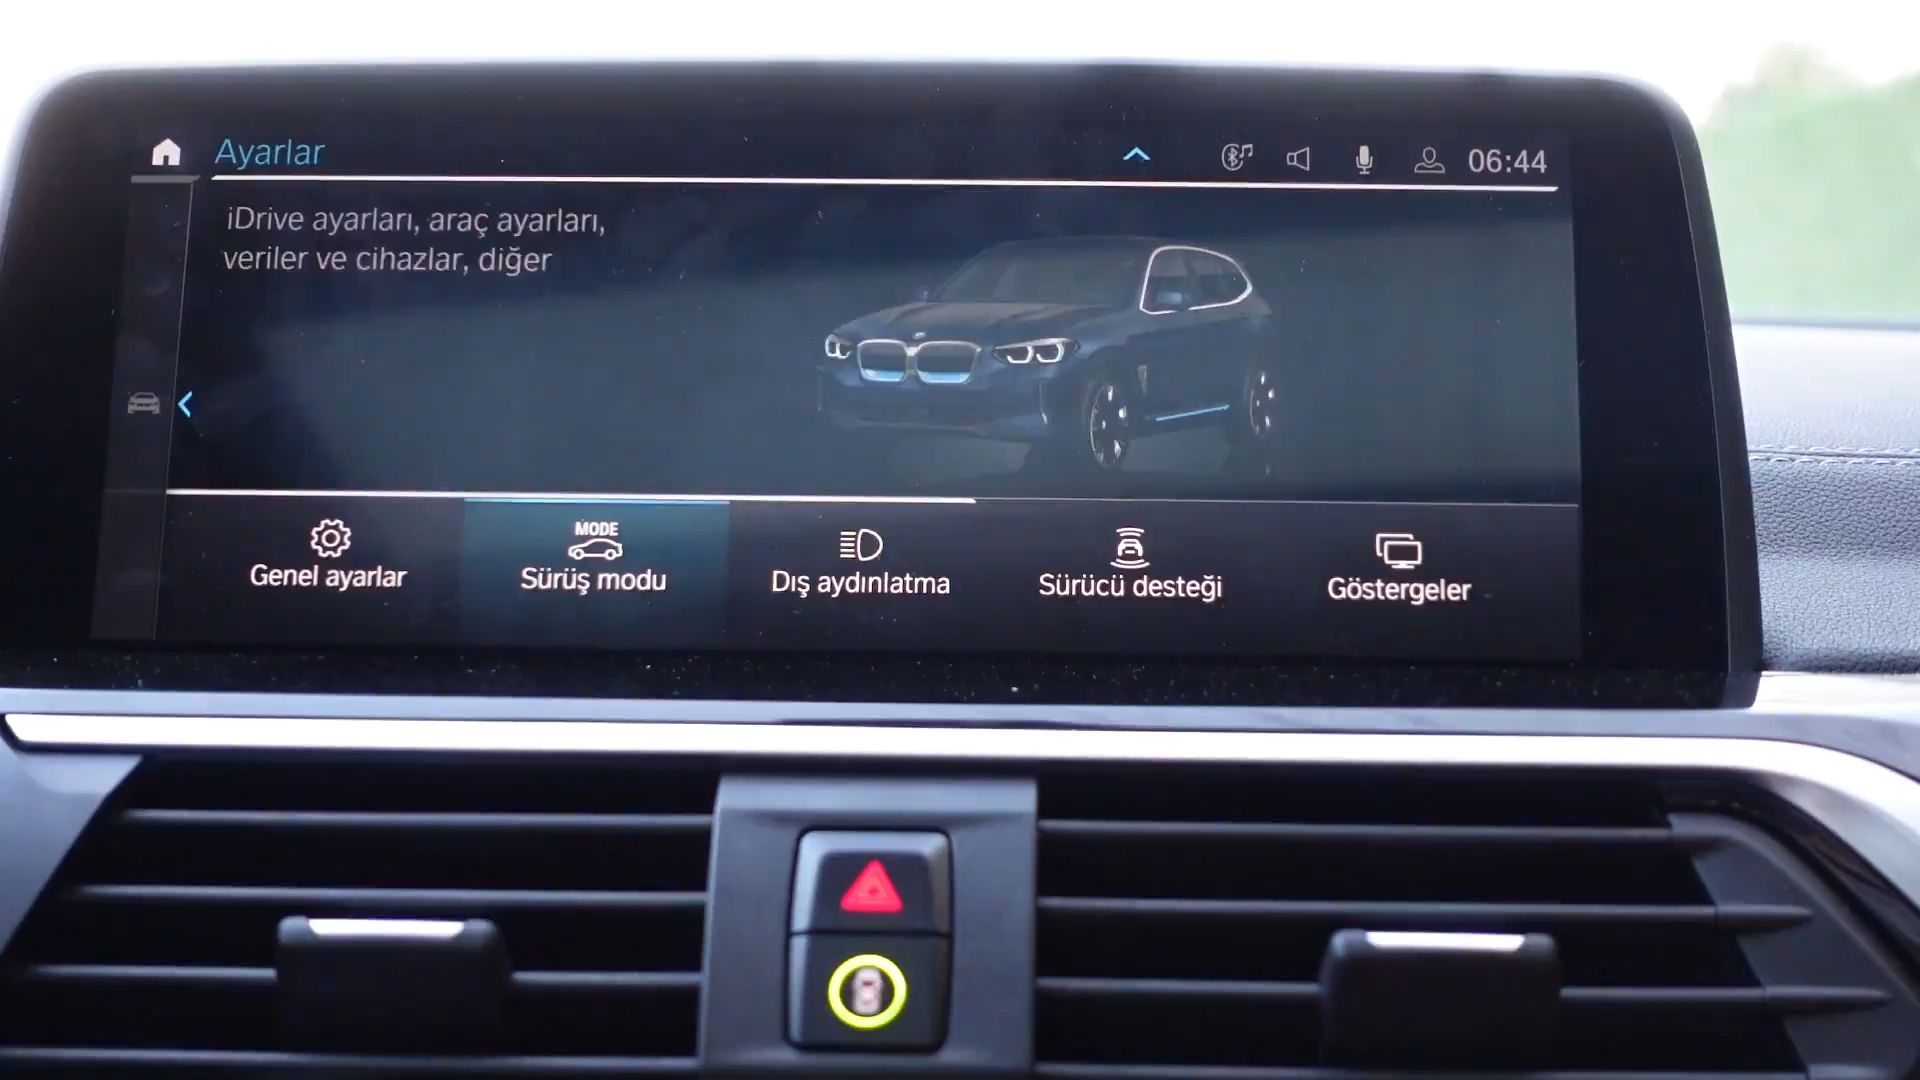 Ayarlar
06:44
iDrive ayarları, araç ayarları,
veriler ve cihazlar, diğer
Genel ayarlar
MODE
Sürüş modu
Dış aydınlatma
Sürücü desteği
Göstergeler